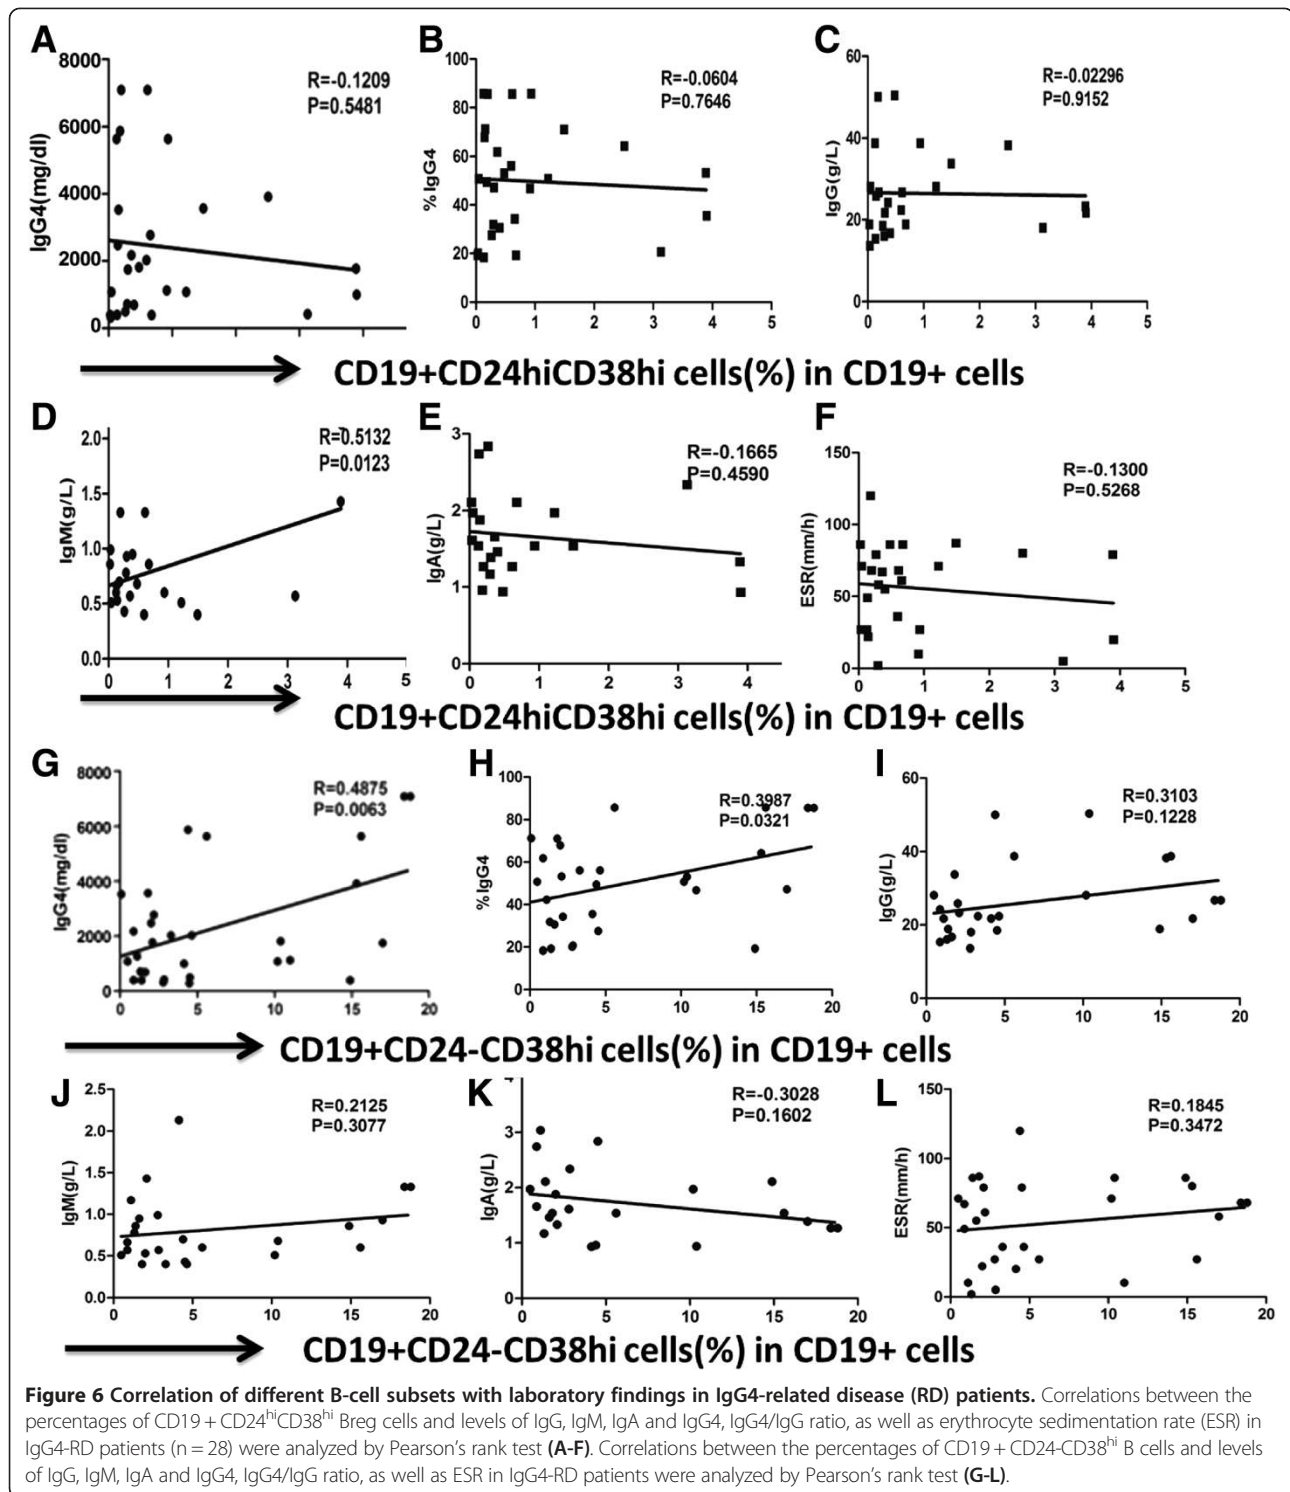 A
8000
6000
4000
2000
0
IgG4(mg/dl)
R=-0.1209
P=0.5481
B
100
80
60
40
20
0
%IgG4
R=-0.0604
P=0.7646
0 1 2 3 4 5
C
60
40
20
0
IgG(g/L)
R=-0.02296
P=0.9152
0 1 2 3 4 5
CD19+CD24hiCD38hi cells(%) in CD19+ cells
D
2.0
1.5
1.0
0.5
0.0
IgM(g/L)
R=0.5132
P=0.0123
0 1 2 3 4 5
E
3
2
1
0
IgA(g/L)
R=-0.1665
P=0.4590
0 1 2 3 4
F
150
100
50
0
ESR(mm/h)
R=-0.1300
P=0.5268
0 1 2 3 4 5
CD19+CD24hiCD38hi cells(%) in CD19+ cells
G
8000
6000
4000
2000
0
IgG4(mg/dl)
R=0.4875
P=0.0063
0 5 10 15 20
H
100
80
60
40
20
0
%IgG4
R=0.3987
P=0.0321
0 5 10 15 20
I
60
40
20
0
IgG(g/L)
R=0.3103
P=0.1228
0 5 10 15 20
CD19+CD24-CD38hi cells(%) in CD19+ cells
J
2.5
2.0
1.5
1.0
0.5
0.0
IgM(g/L)
R=0.2125
P=0.3077
0 5 10 15 20
K
4
3
2
1
0
IgA(g/L)
R=-0.3028
P=0.1602
0 5 10 15 20
L
150
100
50
0
ESR(mm/h)
R=0.1845
P=0.3472
0 5 10 15 20
CD19+CD24-CD38hi cells(%) in CD19+ cells
Figure 6 Correlation of different B-cell subsets with laboratory findings in IgG4-related disease (RD) patients. Correlations between the
percentages of CD19 + CD24hiCD38hi Breg cells and levels of IgG, IgM, IgA and IgG4, IgG4/IgG ratio, as well as erythrocyte sedimentation rate (ESR) in
IgG4-RD patients (n = 28) were analyzed by Pearson's rank test (A-F). Correlations between the percentages of CD19 + CD24-CD38hi B cells and levels
of IgG, IgM, IgA and IgG4, IgG4/IgG ratio, as well as ESR in IgG4-RD patients were analyzed by Pearson's rank test (G-L).